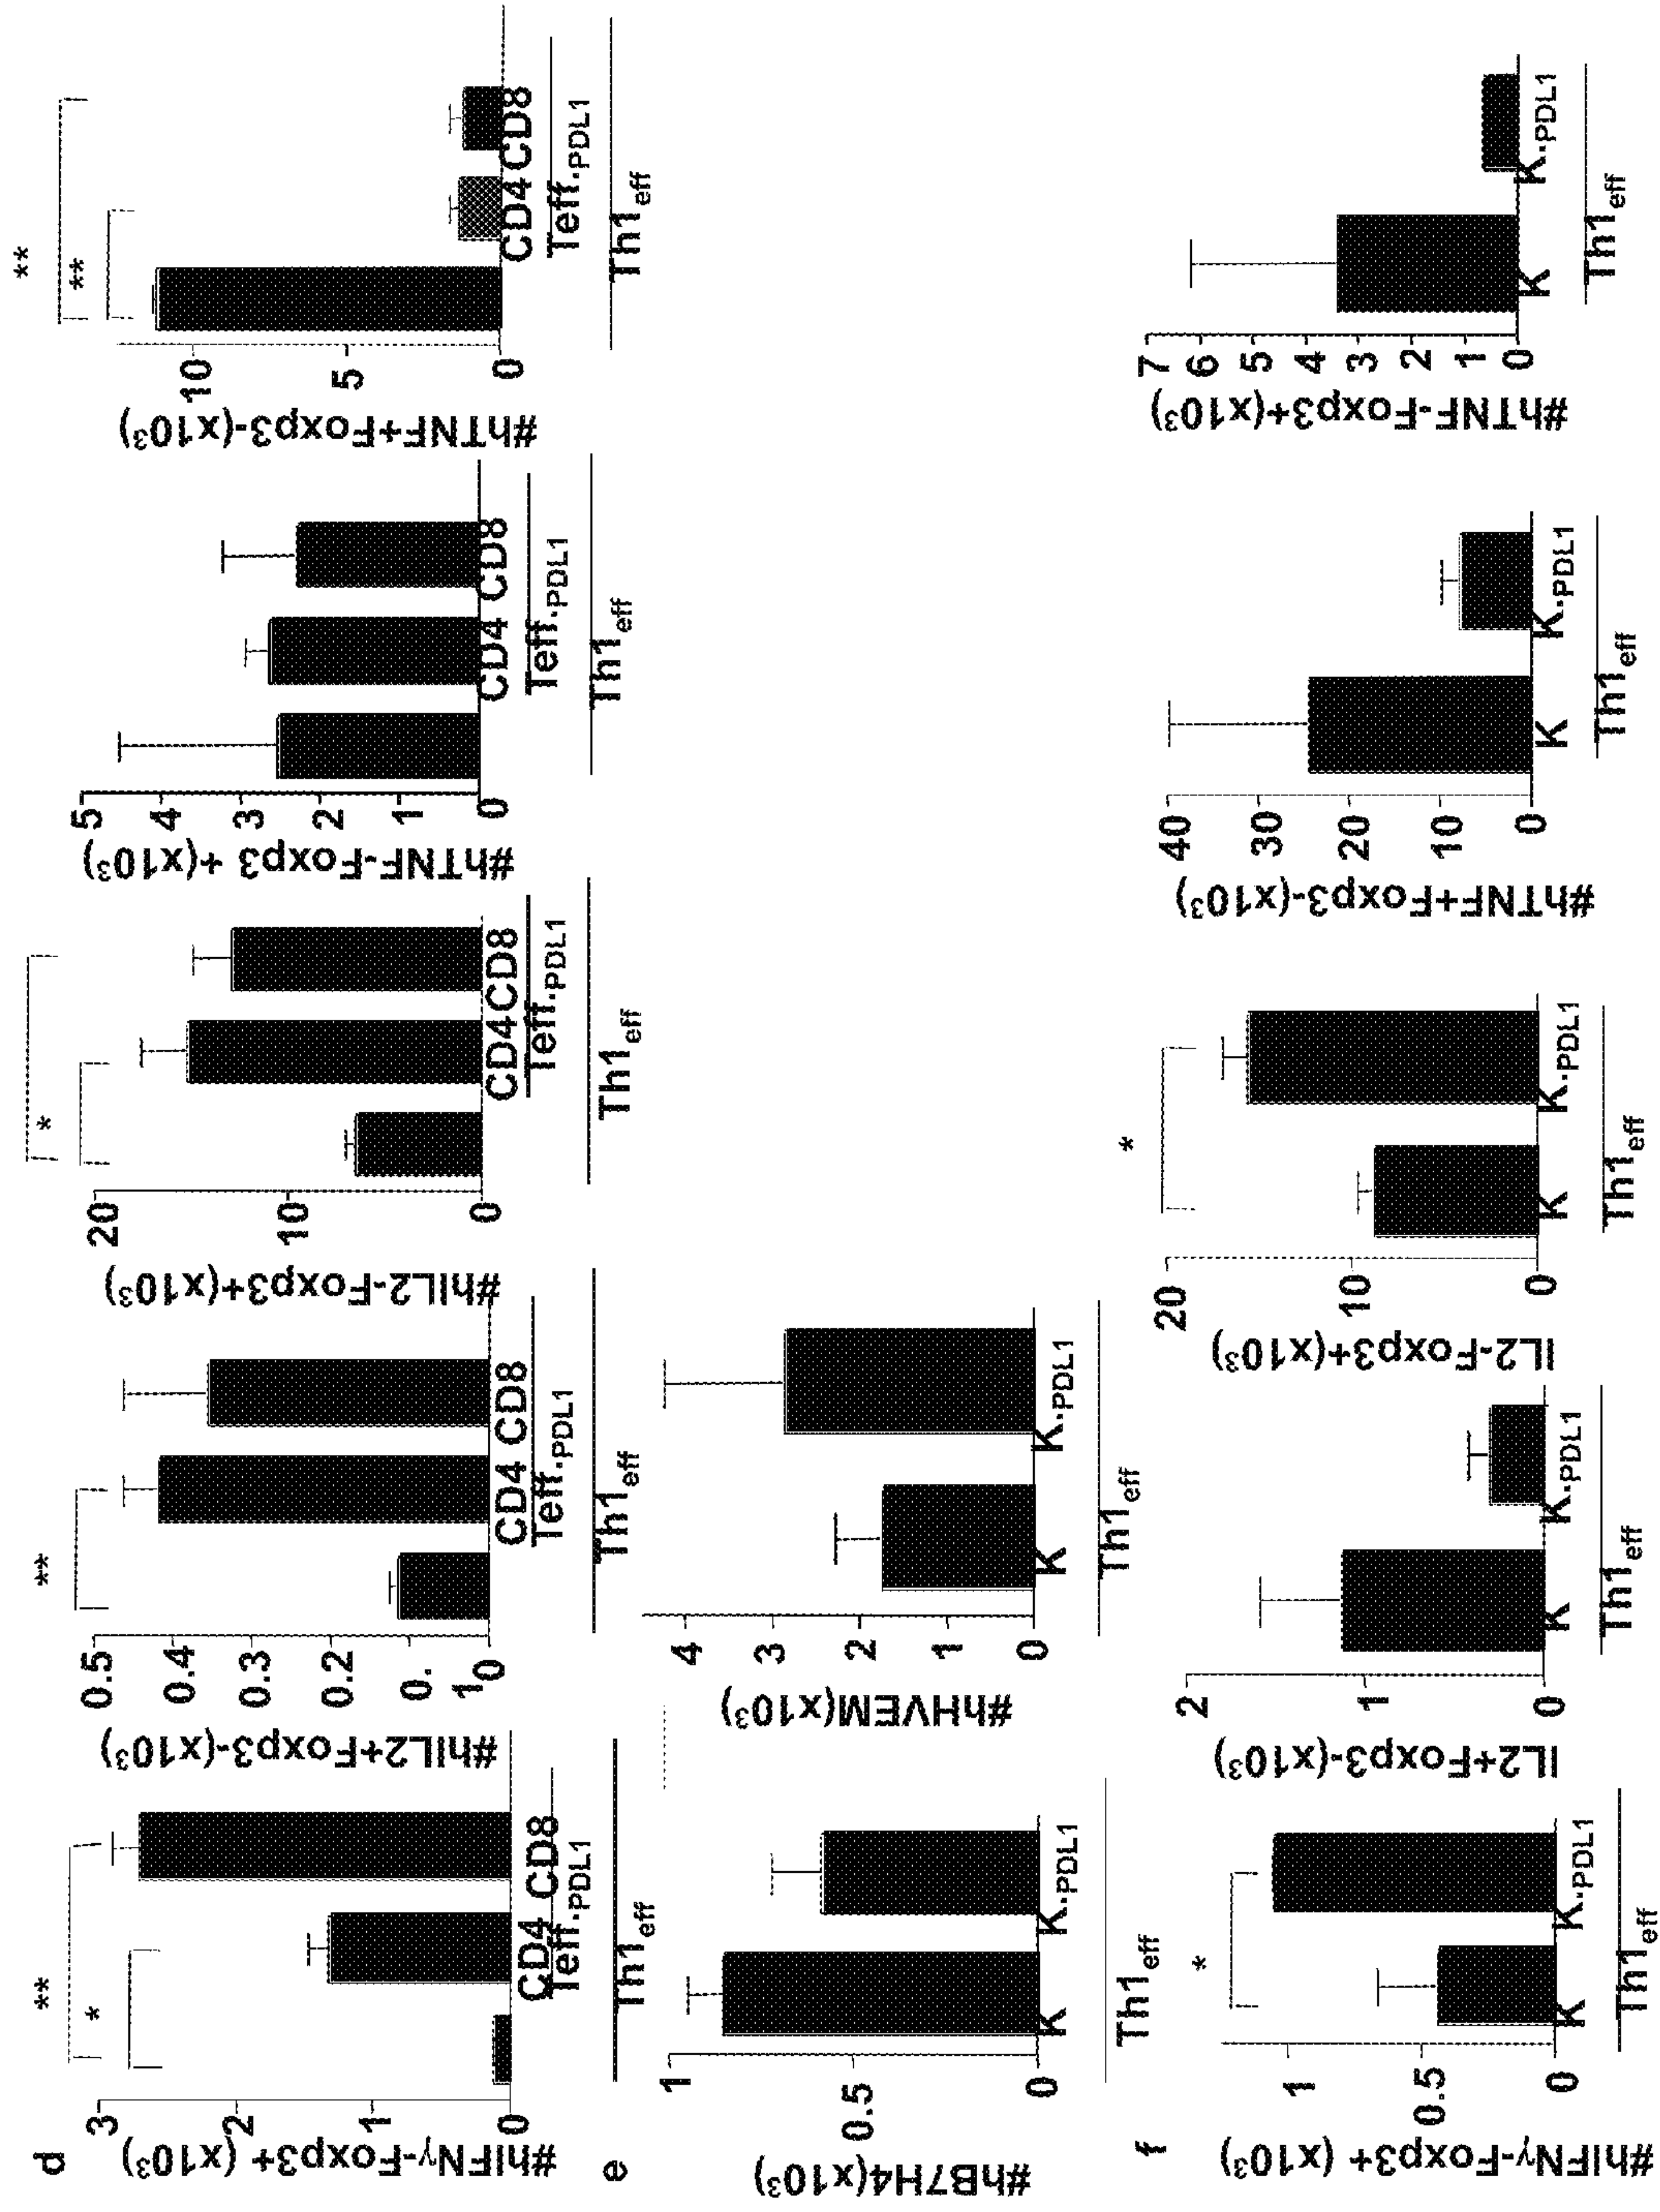 d
#hIFNγ-Foxp3+ (x10³)
3
2
1
0
**
*
CD4 CD8
Teff.PDL1
Th1eff
#hIL2+Foxp3-(x10³)
0.5
0.4
0.3
0.2
0.
1
0
**
CD4 CD8
Teff.PDL1
Th1eff
#hIL2-Foxp3+(x10³)
20
10
0
*
CD4 CD8
Teff.PDL1
Th1eff
#hTNF-Foxp3 +(x10³)
5
4
3
2
1
0
CD4 CD8
Teff.PDL1
Th1eff
#hTNF+Foxp3-(x10³)
10
5
0
**
**
CD4 CD8
Teff.PDL1
Th1eff
e
#hB7H4(x10³)
1
0.5
0
K K.PDL1
Th1eff
#hHVEM(x10³)
4
3
2
1
0
K K.PDL1
Th1eff
f
#hIFNγ-Foxp3+ (x10³)
1
0.5
0
*
K K.PDL1
Th1eff
IL2+Foxp3-(x10³)
2
1
0
K K.PDL1
Th1eff
IL2-Foxp3+(x10³)
20
10
0
*
K K.PDL1
Th1eff
#hTNF+Foxp3-(x10³)
40
30
20
10
0
K K.PDL1
Th1eff
#hTNF-Foxp3+(x10³)
7
6
5
4
3
2
1
0
K K.PDL1
Th1eff